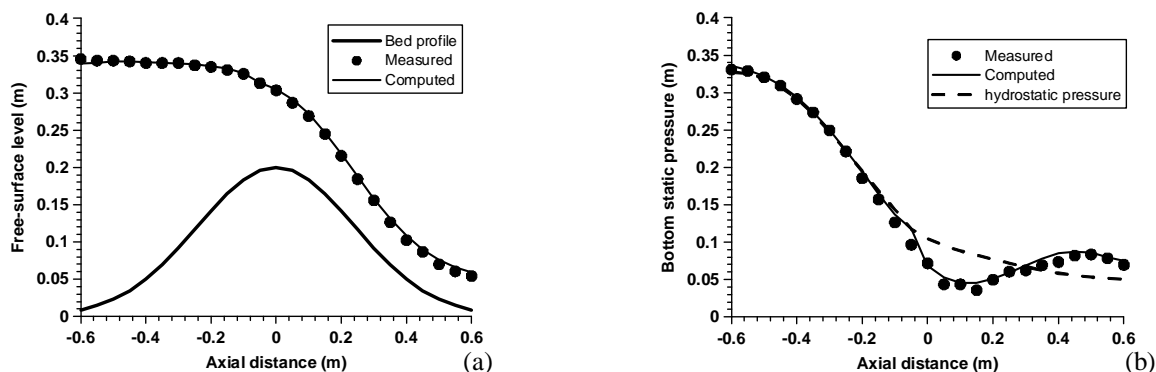 0.4
0.35
0.3
0.25
0.2
0.15
0.1
0.05
0
Free-surface level (m)
-0.6 -0.4 -0.2 0 0.2 0.4 0.6
Axial distance (m)
Bed profile
Measured
Computed
(a)
0.4
0.35
0.3
0.25
0.2
0.15
0.1
0.05
0
Bottom static pressure (m)
-0.6 -0.4 -0.2 0 0.2 0.4 0.6
Axial distance (m)
Measured
Computed
hydrostatic pressure
(b)